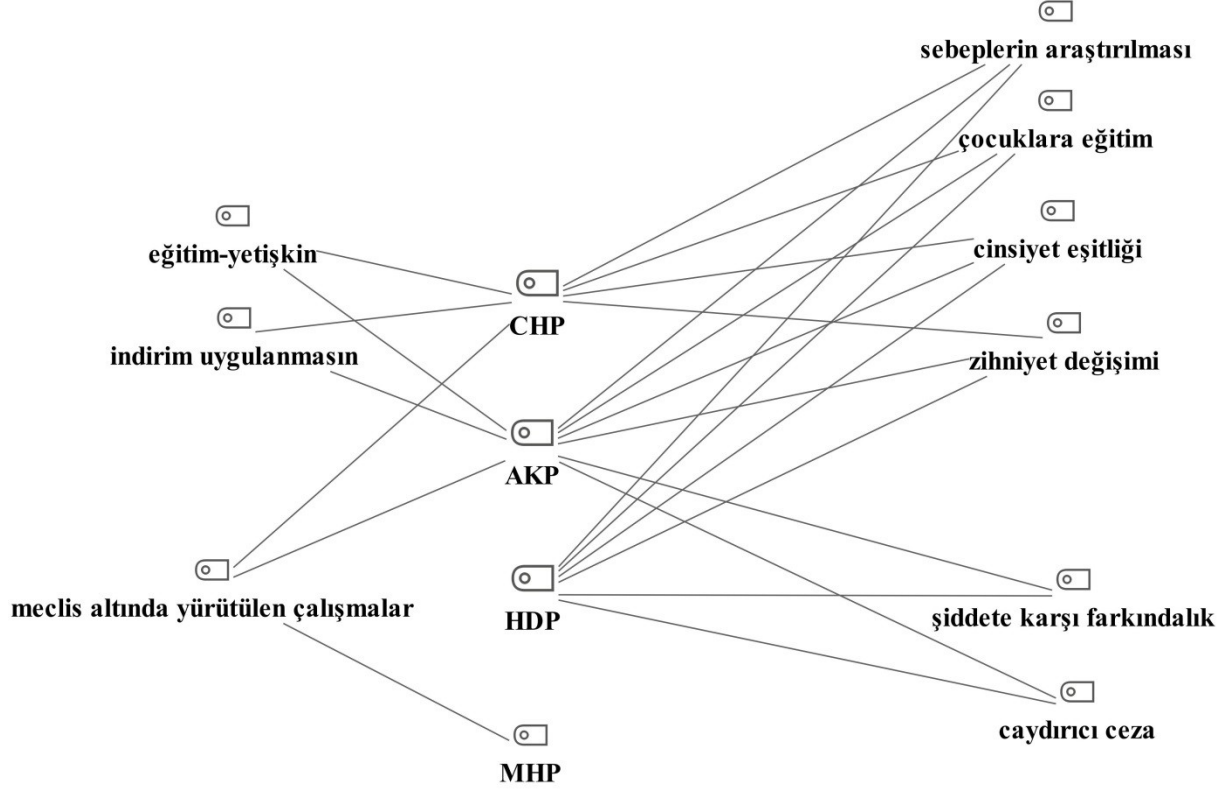 sebeplerin araştırılması
çocuklara eğitim
eğitim-yetişkin
cinsiyet eşitliği
CHP
indirim uygulanmasın
zihniyet değişimi
AKP
meclis altında yürütülen çalışmalar
HDP
şiddete karşı farkındalık
caydırıcı ceza
MHP